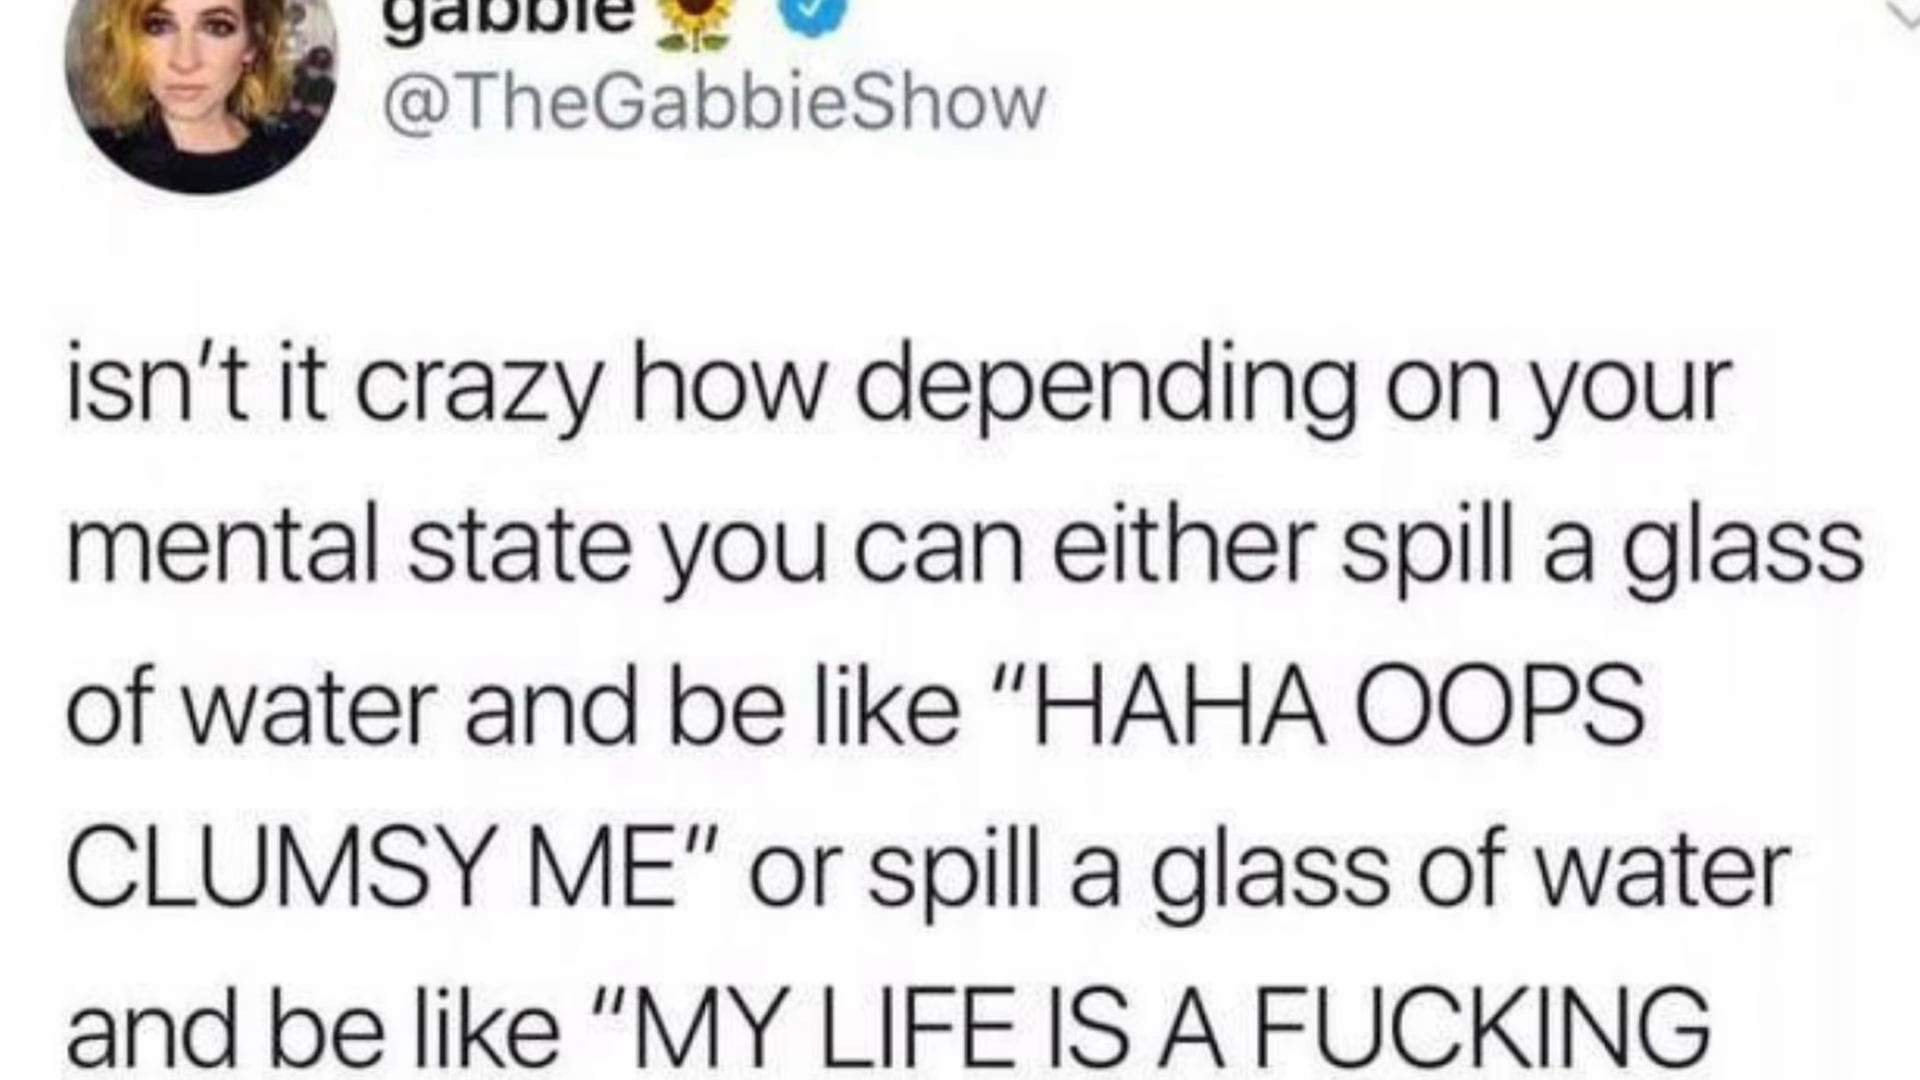 gabbie
@TheGabbieShow
isn't it crazy how depending on your
mental state you can either spill a glass
of water and be like "HAHA OOPS
CLUMSY ME" or spill a glass of water
and be like "MY LIFE IS A FUCKING